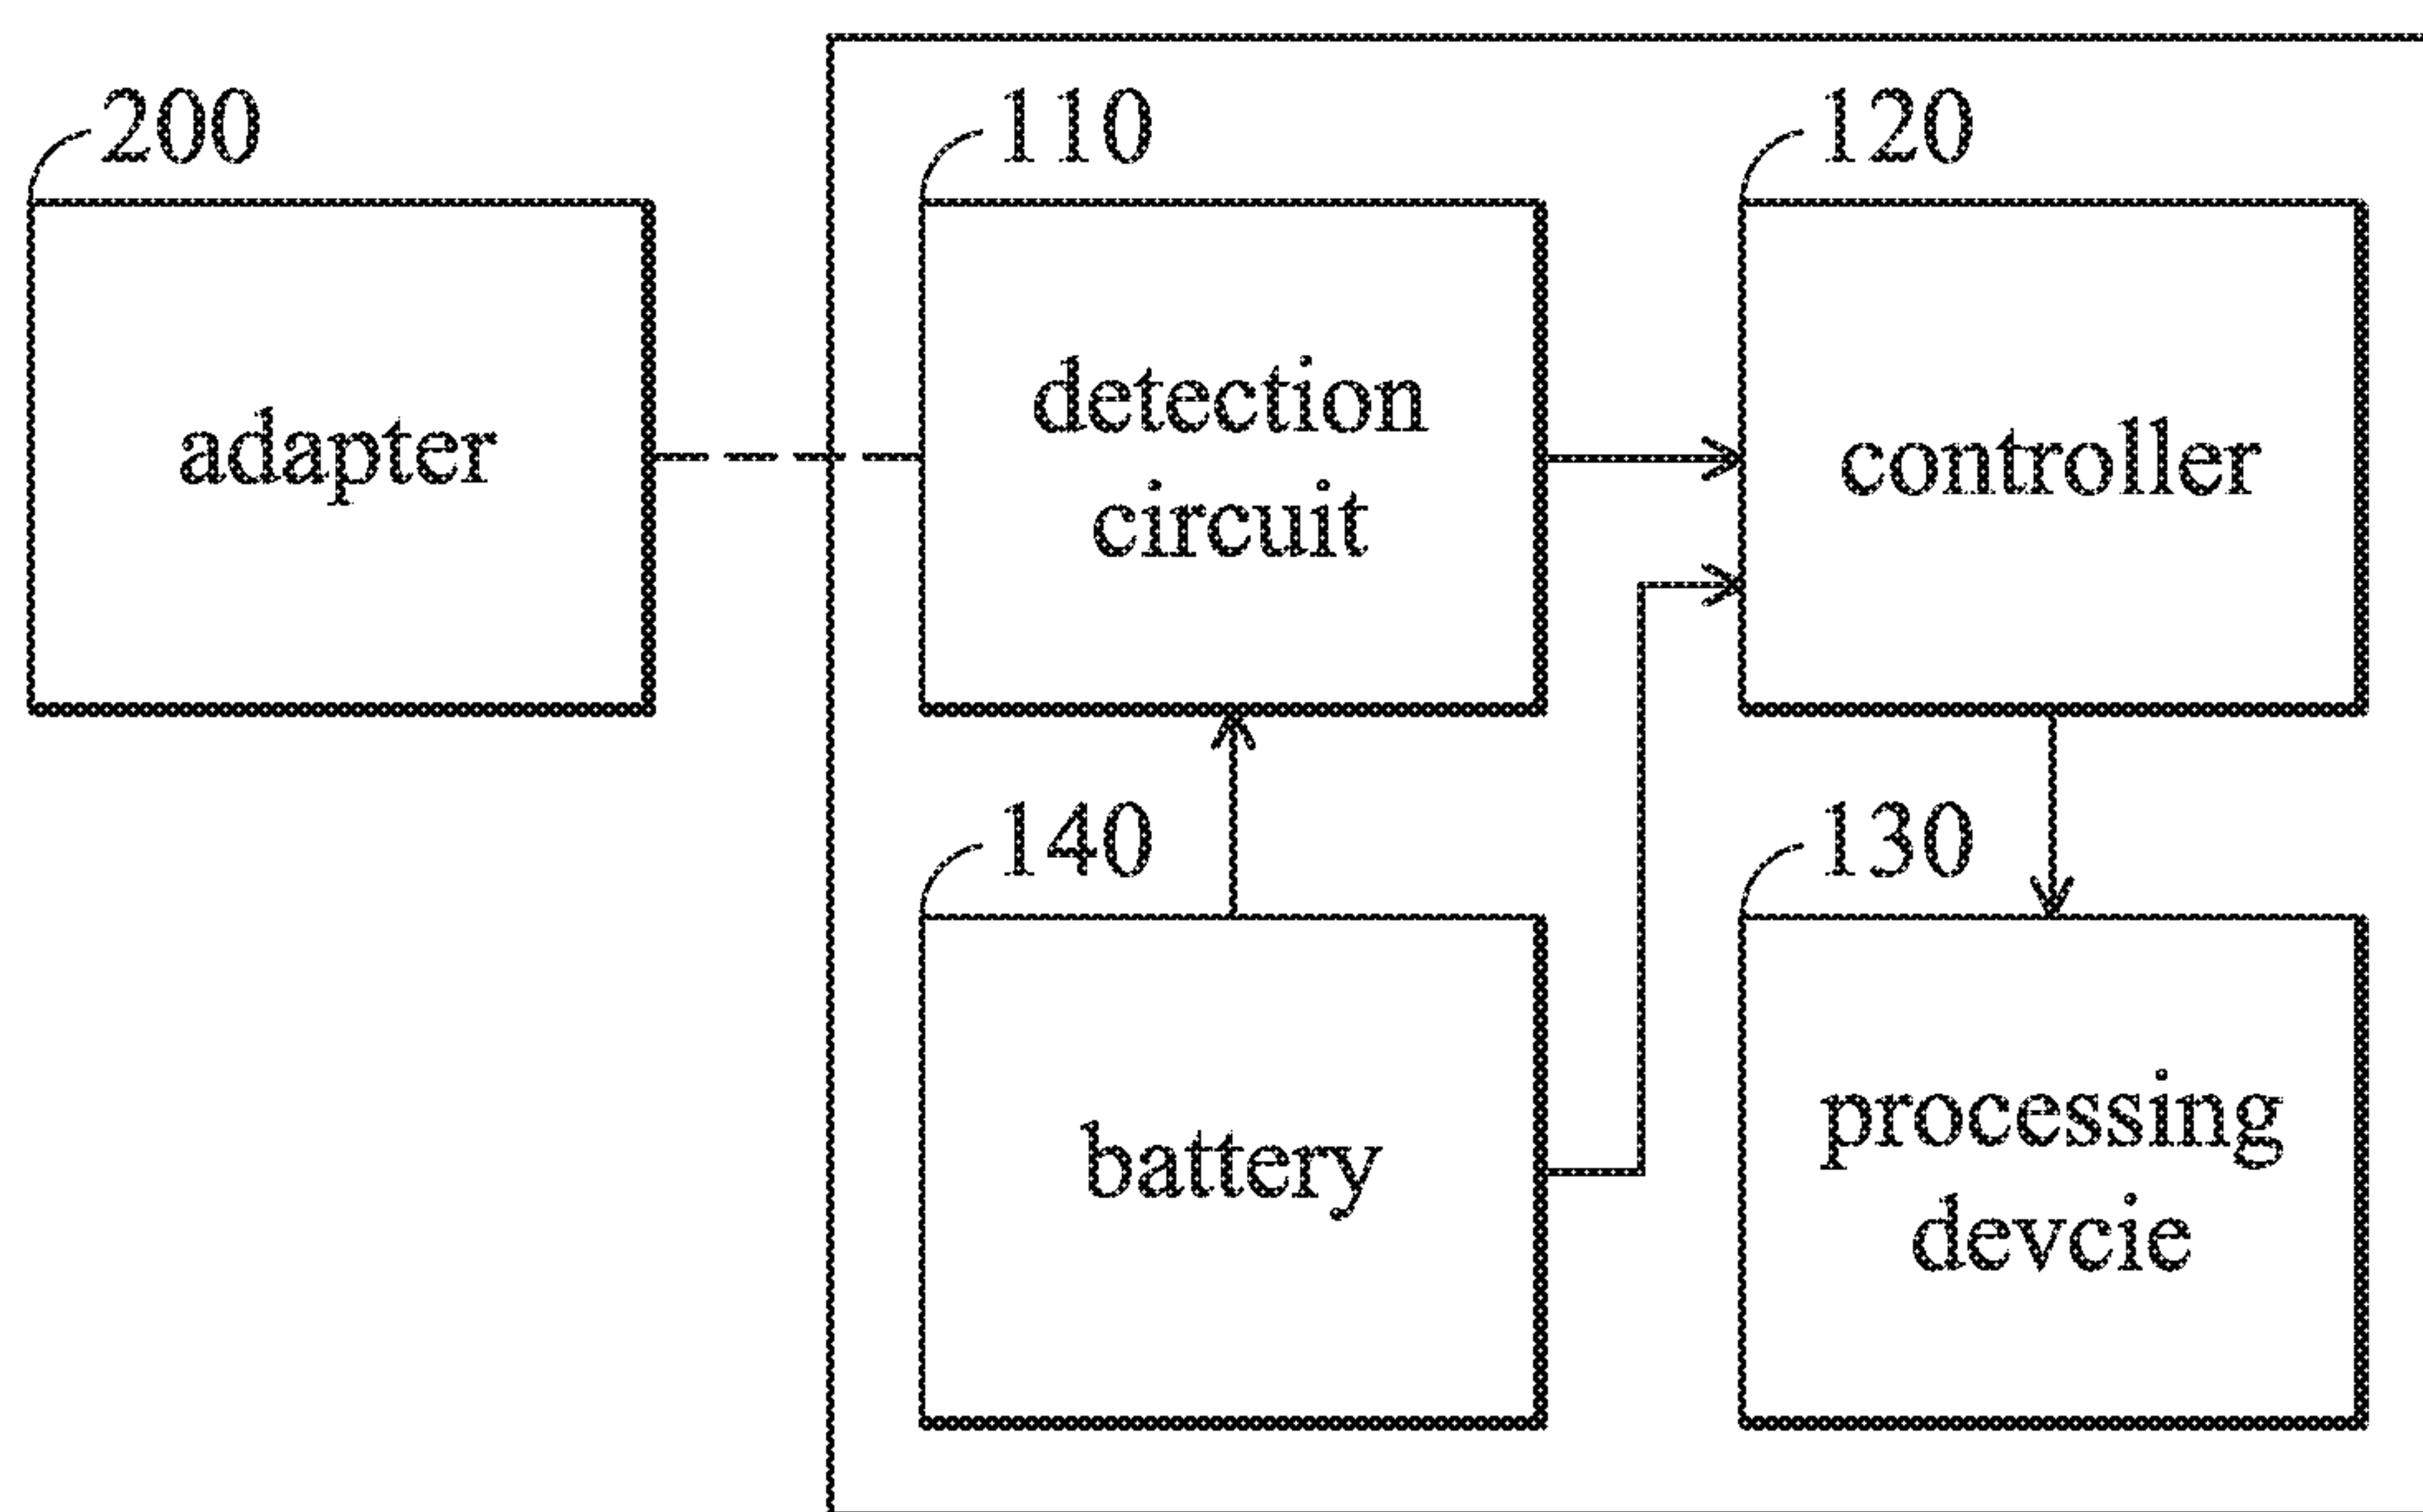 200
110
120
adapter
detection
circuit
controller
140
130
battery
processing
devcie